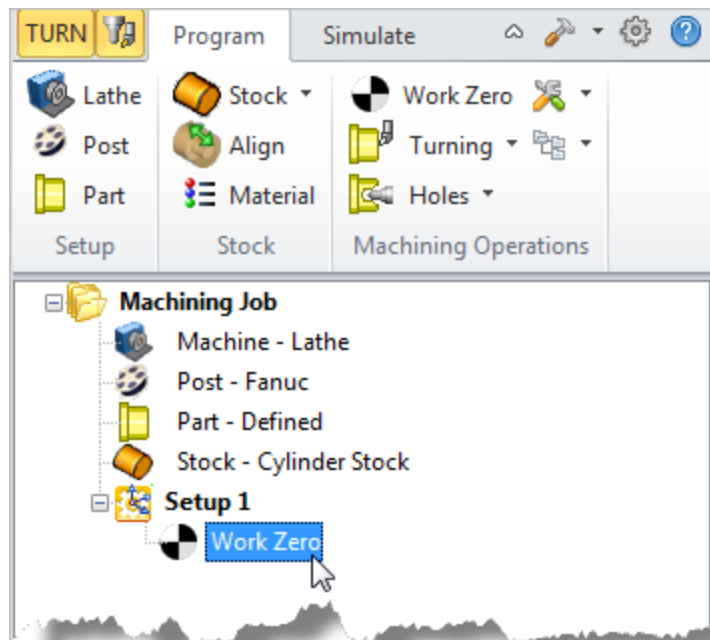 TURN Program Simulate
Lathe Stock Work Zero
Post Align Turning
Part Material Holes
Setup Stock Machining Operations
Machining Job
Machine - Lathe
Post - Fanuc
Part - Defined
Stock - Cylinder Stock
Setup 1
Work Zero